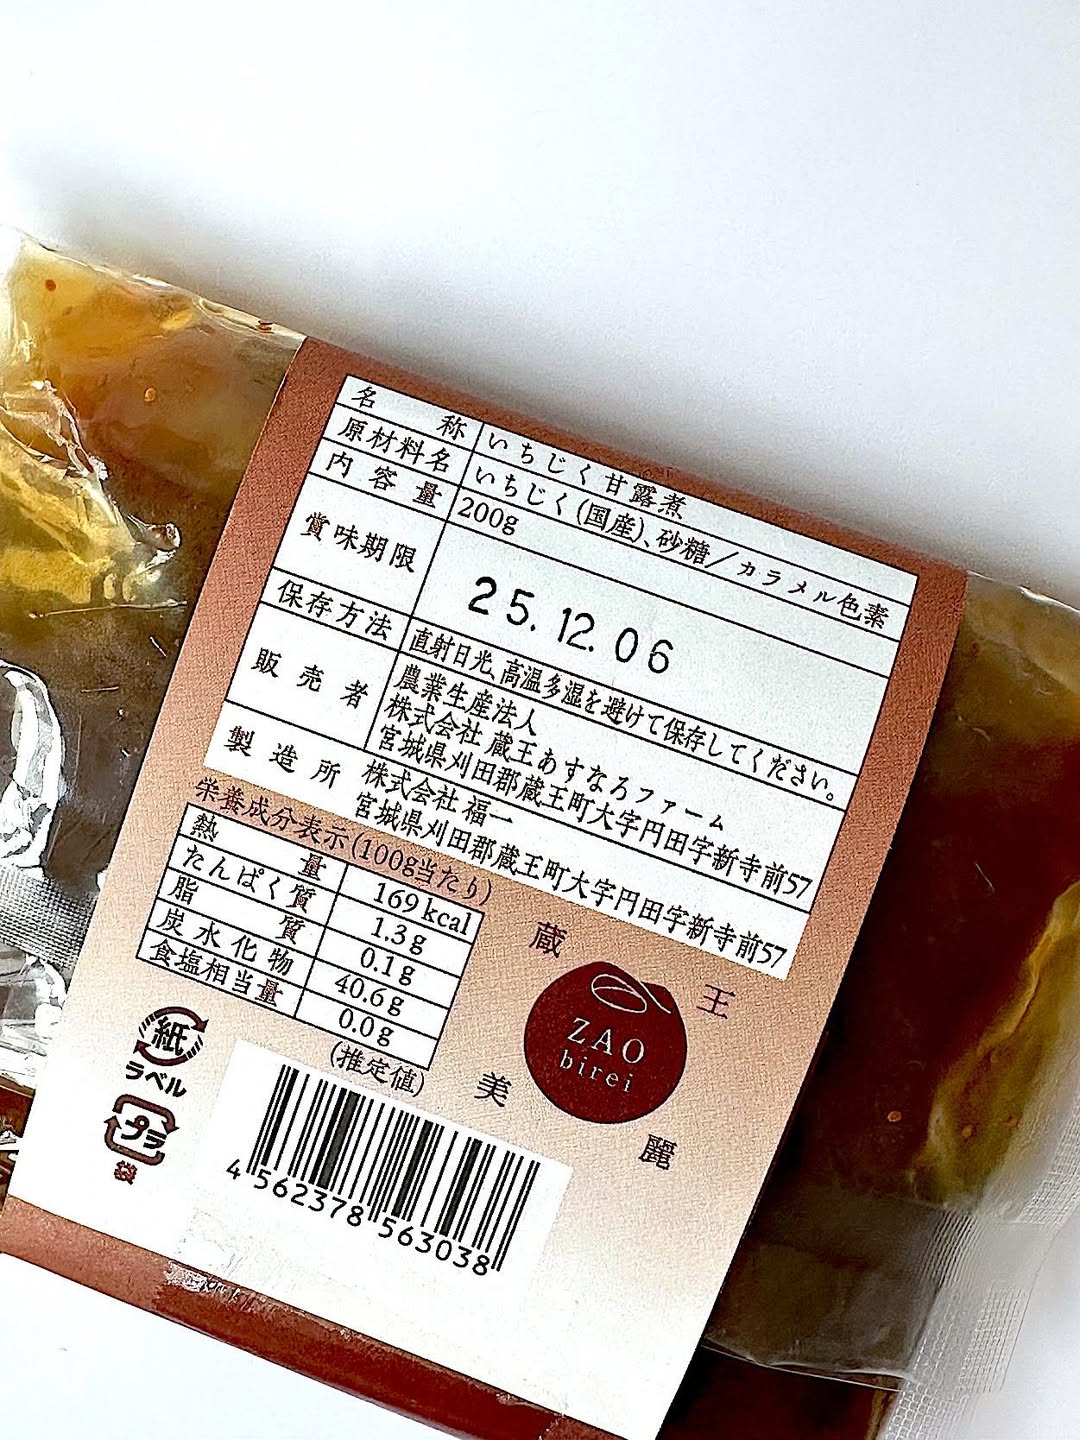 名称 いちじく甘露煮
原材料名 いちじく(国産)、砂糖/カラメル色素
内容量 200g
賞味期限 25.12.06
保存方法 直射日光、高温多湿を避けて保存してください。
販売者 農業生産法人
株式会社 蔵王あすなろファーム
宮城県刈田郡蔵王町大字円田字新寺前57
製造所 株式会社 福一
宮城県刈田郡蔵王町大字円田字新寺前57
栄養成分表示(100g当たり)
熱量 169kcal
たんぱく質 1.3g
脂質 0.1g
炭水化物 40.6g
食塩相当量 0.0g
(推定値)
蔵王
ZAO
birei
美麗
紙
ラベル
プラ
袋
4 562378 563038